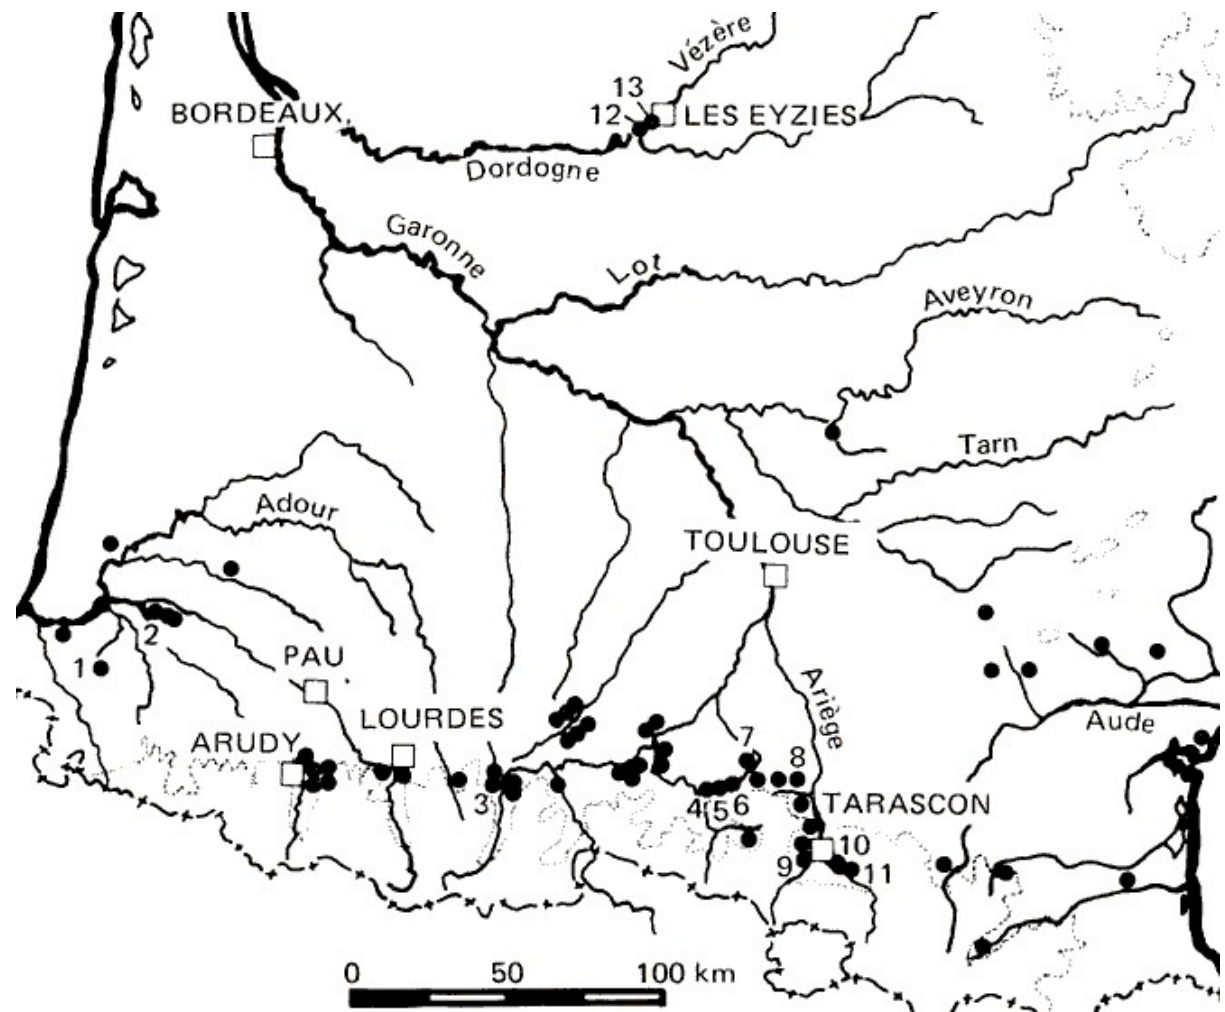 Vézère
13
BORDEAUX
12
LES EYZIES
Dordogne
Garonne
Lot
Aveyron
Tarn
Adour
TOULOUSE
2
1
PAU
Ariège
LOURDES
Aude
ARUDY
7
8
3
4
5
6
TARASCON
10
9
11
0
50
100 km